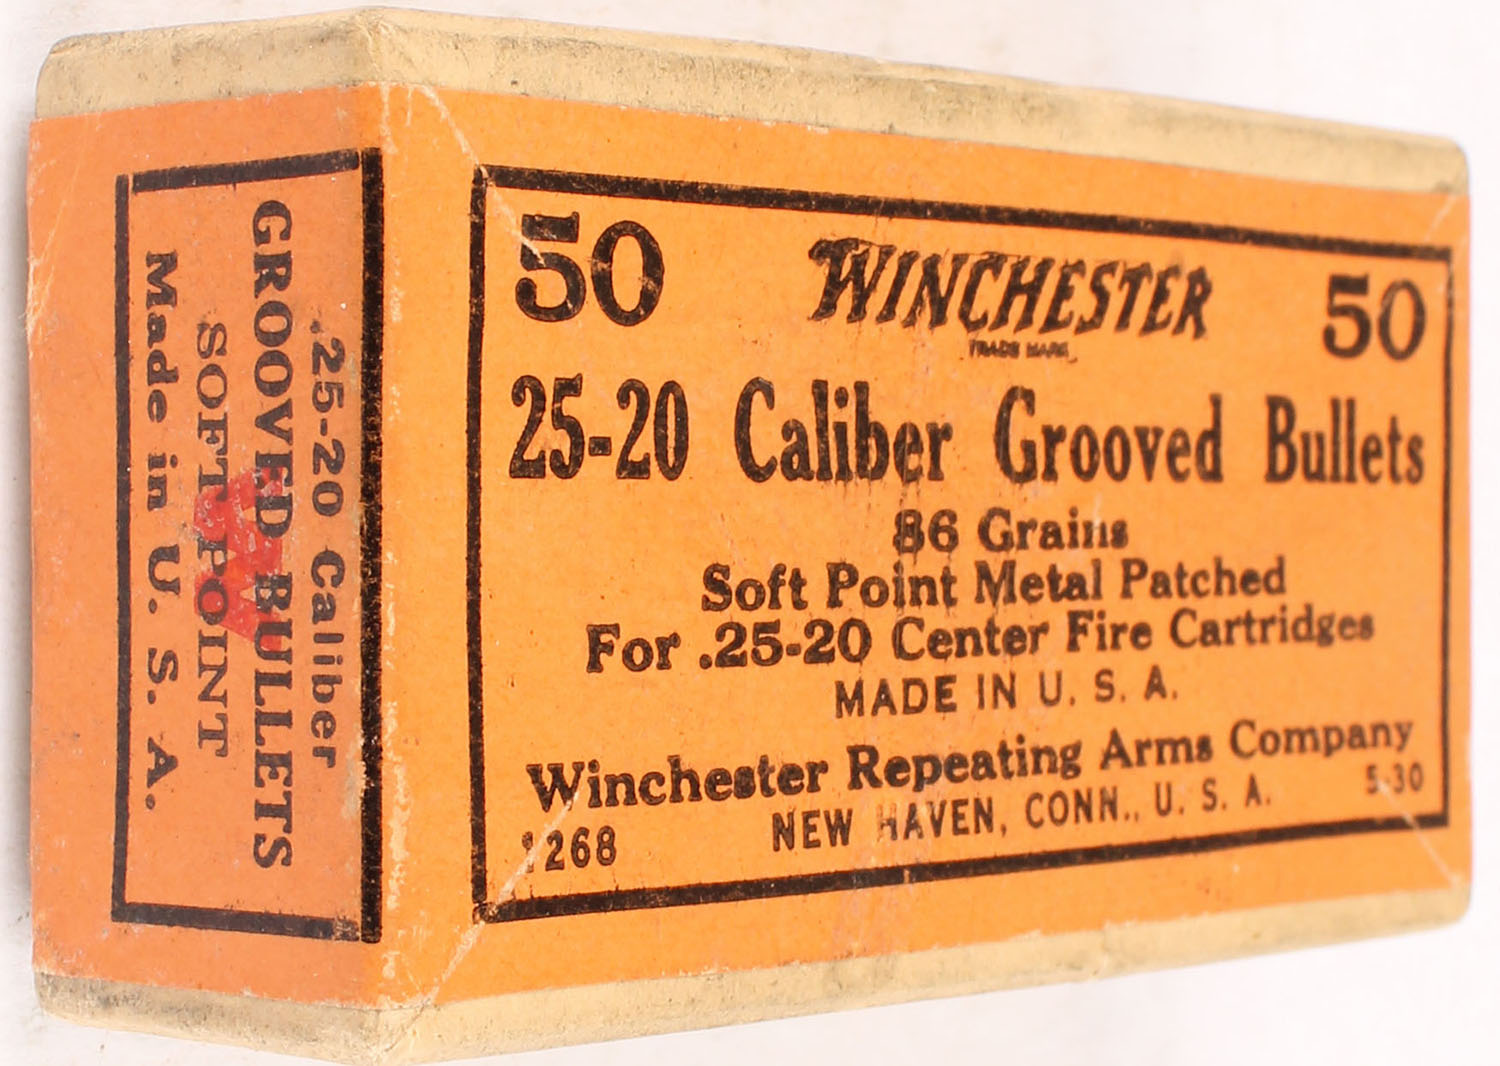 50 WINCHESTER 50
TRADE MARK
25-20 Caliber Grooved Bullets
86 Grains
Soft Point Metal Patched
For .25-20 Center Fire Cartridges
MADE IN U. S. A.
Winchester Repeating Arms Company
NEW HAVEN, CONN., U. S. A.
1268
5-30
.25-20 Caliber
GROOVED BULLETS
SOFT POINT
Made in U. S. A.
W